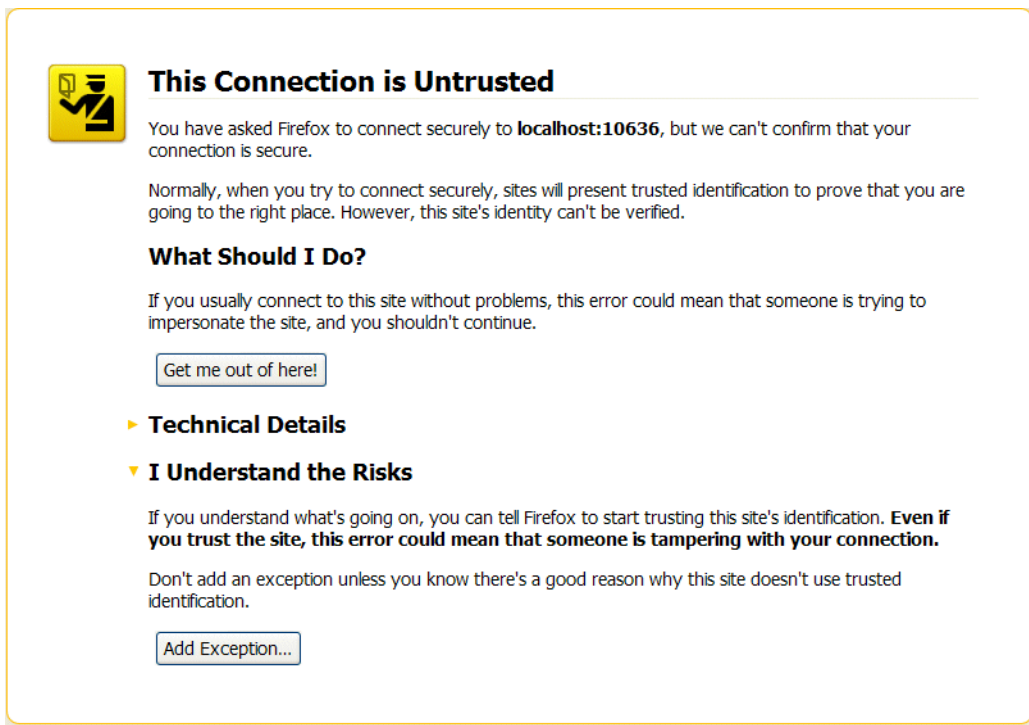 This Connection is Untrusted
You have asked Firefox to connect securely to localhost:10636, but we can't confirm that your
connection is secure.
Normally, when you try to connect securely, sites will present trusted identification to prove that you are
going to the right place. However, this site's identity can't be verified.
What Should I Do?
If you usually connect to this site without problems, this error could mean that someone is trying to
impersonate the site, and you shouldn't continue.
Get me out of here!
Technical Details
I Understand the Risks
If you understand what's going on, you can tell Firefox to start trusting this site's identification. Even if
you trust the site, this error could mean that someone is tampering with your connection.
Don't add an exception unless you know there's a good reason why this site doesn't use trusted
identification.
Add Exception...